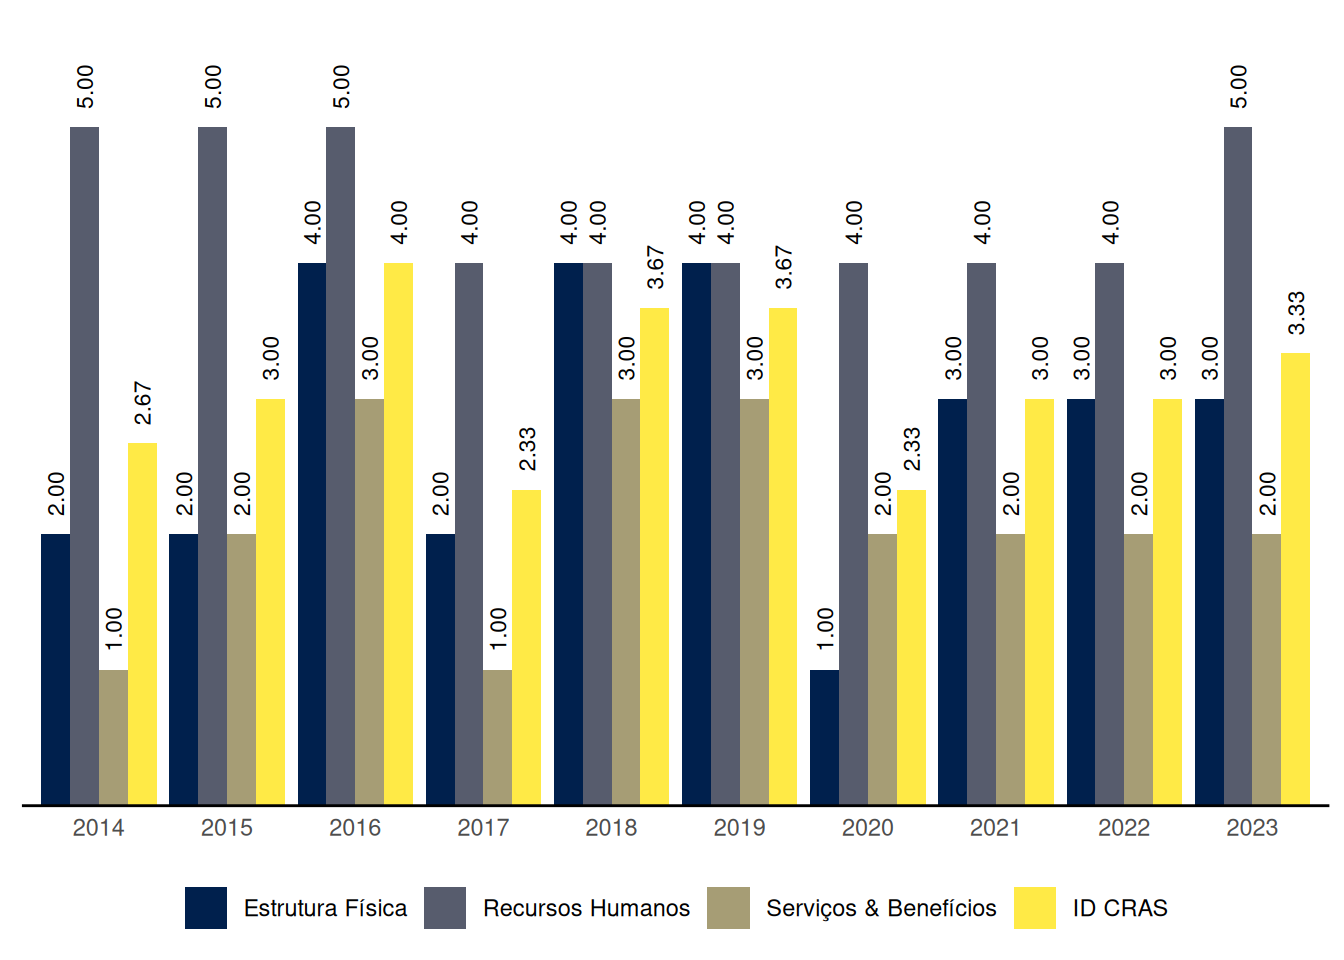 5.00 5.00 5.00 5.00
4.00 4.00 4.00 4.00 4.00 4.00 4.00 4.00 4.00 4.00
3.67 3.67
3.33
3.00 3.00 3.00 3.00 3.00 3.00 3.00 3.00 3.00
2.67
2.33 2.33
2.00 2.00 2.00 2.00 2.00 2.00 2.00 2.00
1.00 1.00 1.00
2014 2015 2016 2017 2018 2019 2020 2021 2022 2023
Estrutura Física Recursos Humanos Serviços & Benefícios ID CRAS